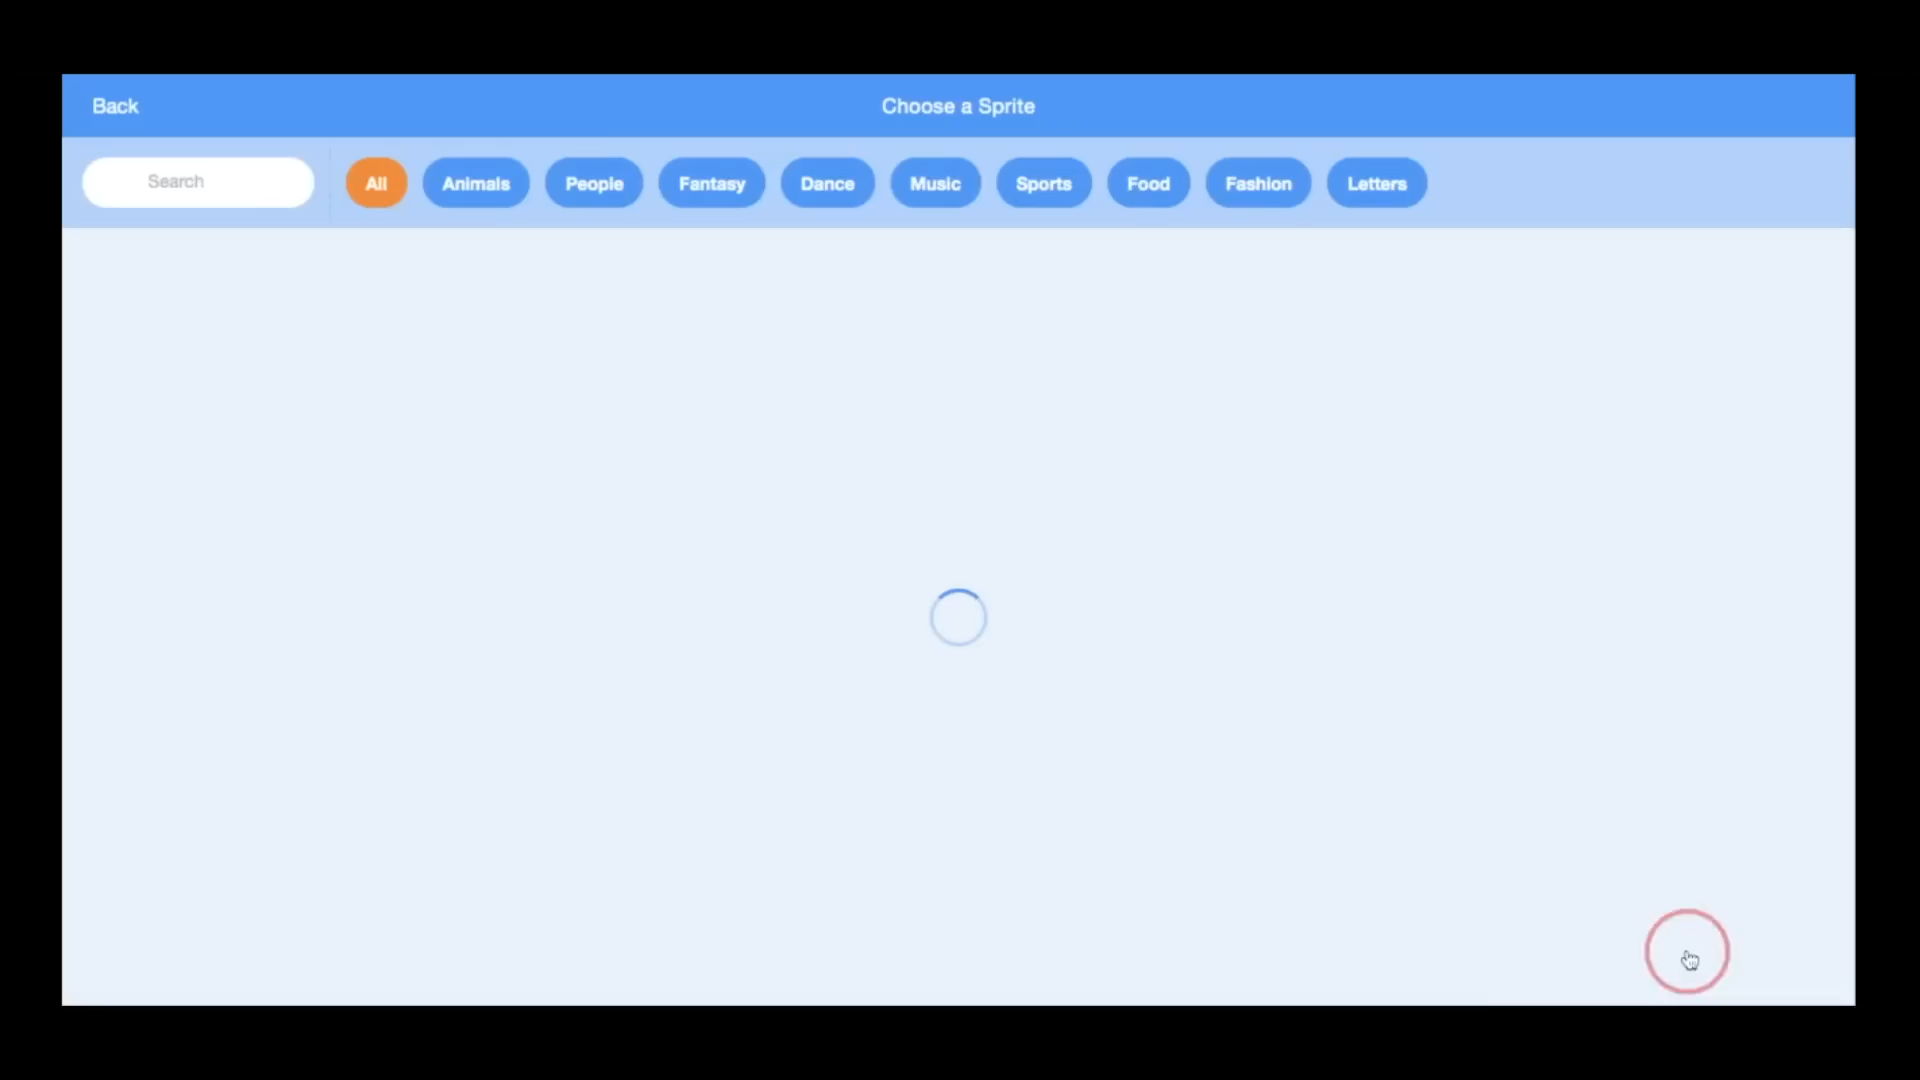 Back
Choose a Sprite
Search
All
Animals
People
Fantasy
Dance
Music
Sports
Food
Fashion
Letters